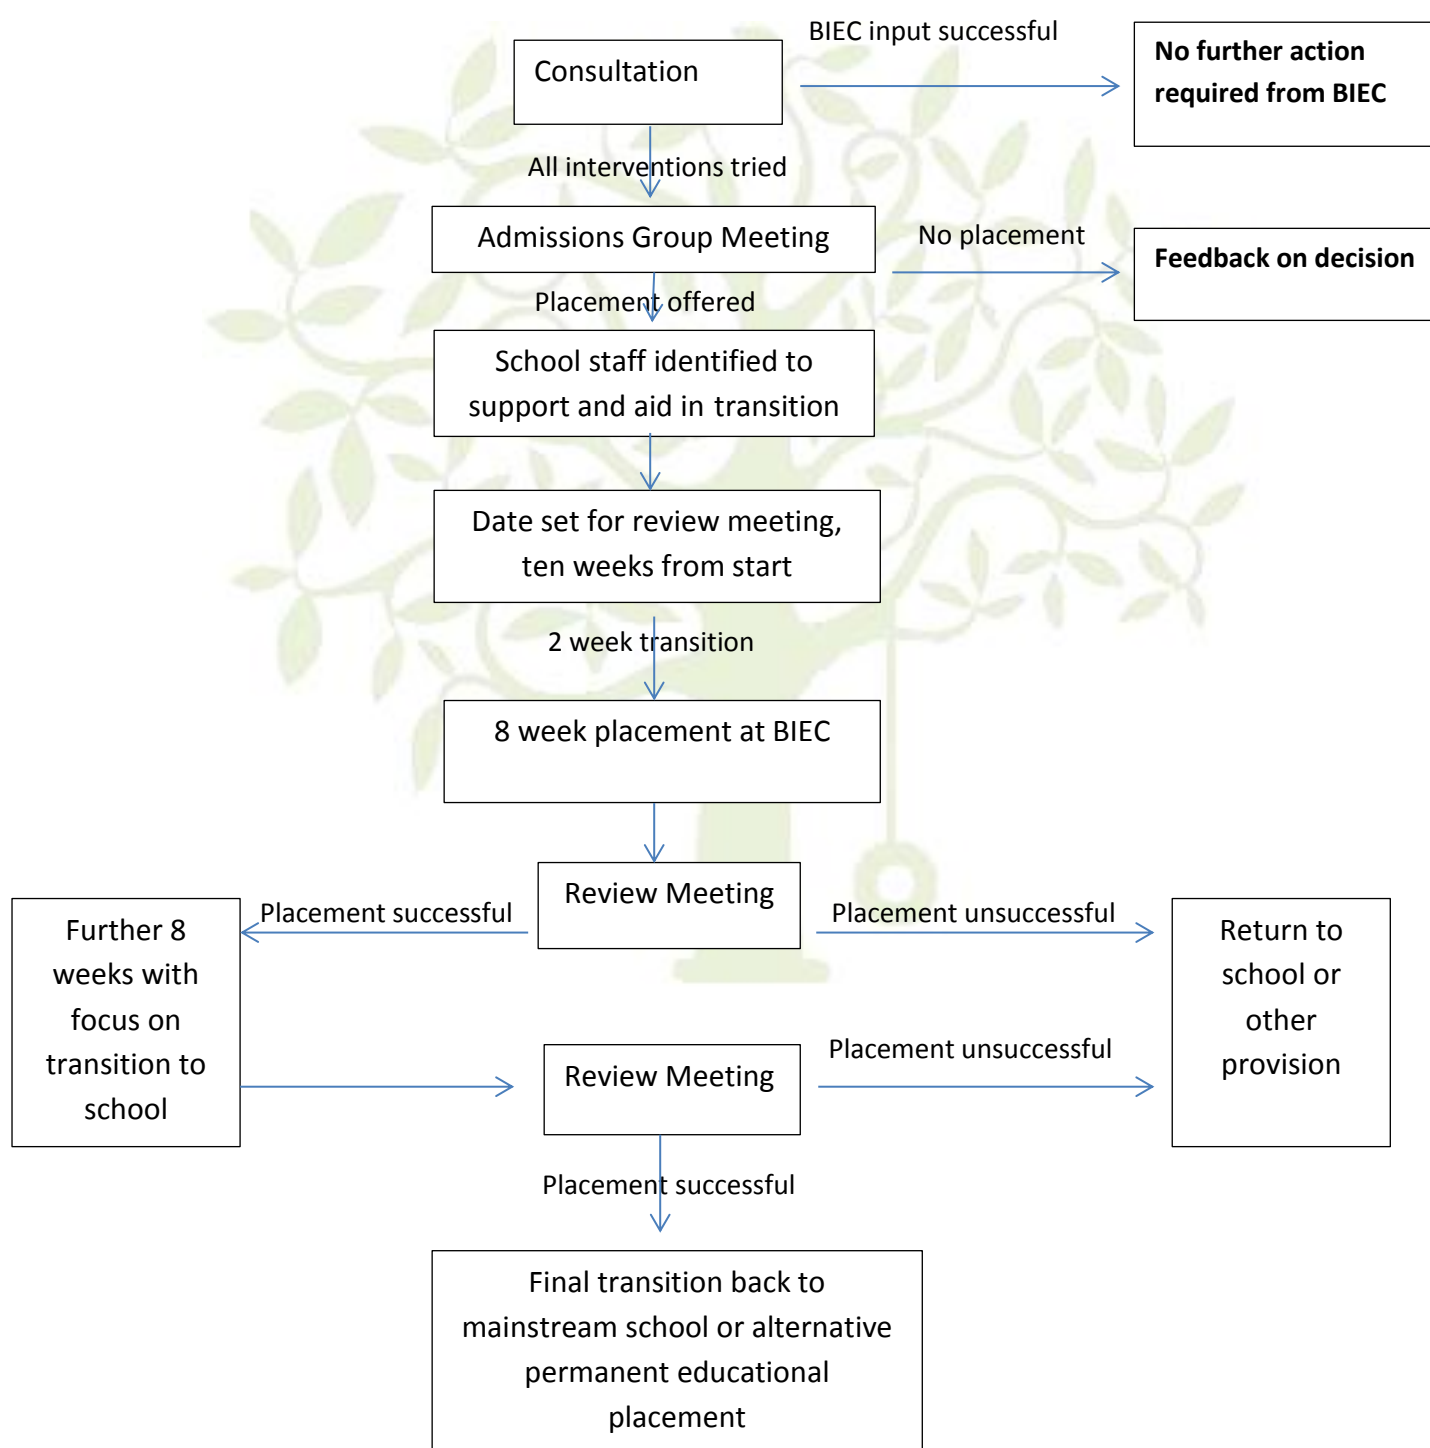 BIEC input successful
Consultation
No further action
required from BIEC
All interventions tried
Admissions Group Meeting
No placement
Feedback on decision
Placement offered
School staff identified to
support and aid in transition
Date set for review meeting,
ten weeks from start
2 week transition
8 week placement at BIEC
Review Meeting
Placement successful
Placement unsuccessful
Further 8
weeks with
focus on
transition to
school
Return to
school or
other
provision
Review Meeting
Placement unsuccessful
Placement successful
Final transition back to
mainstream school or alternative
permanent educational
placement